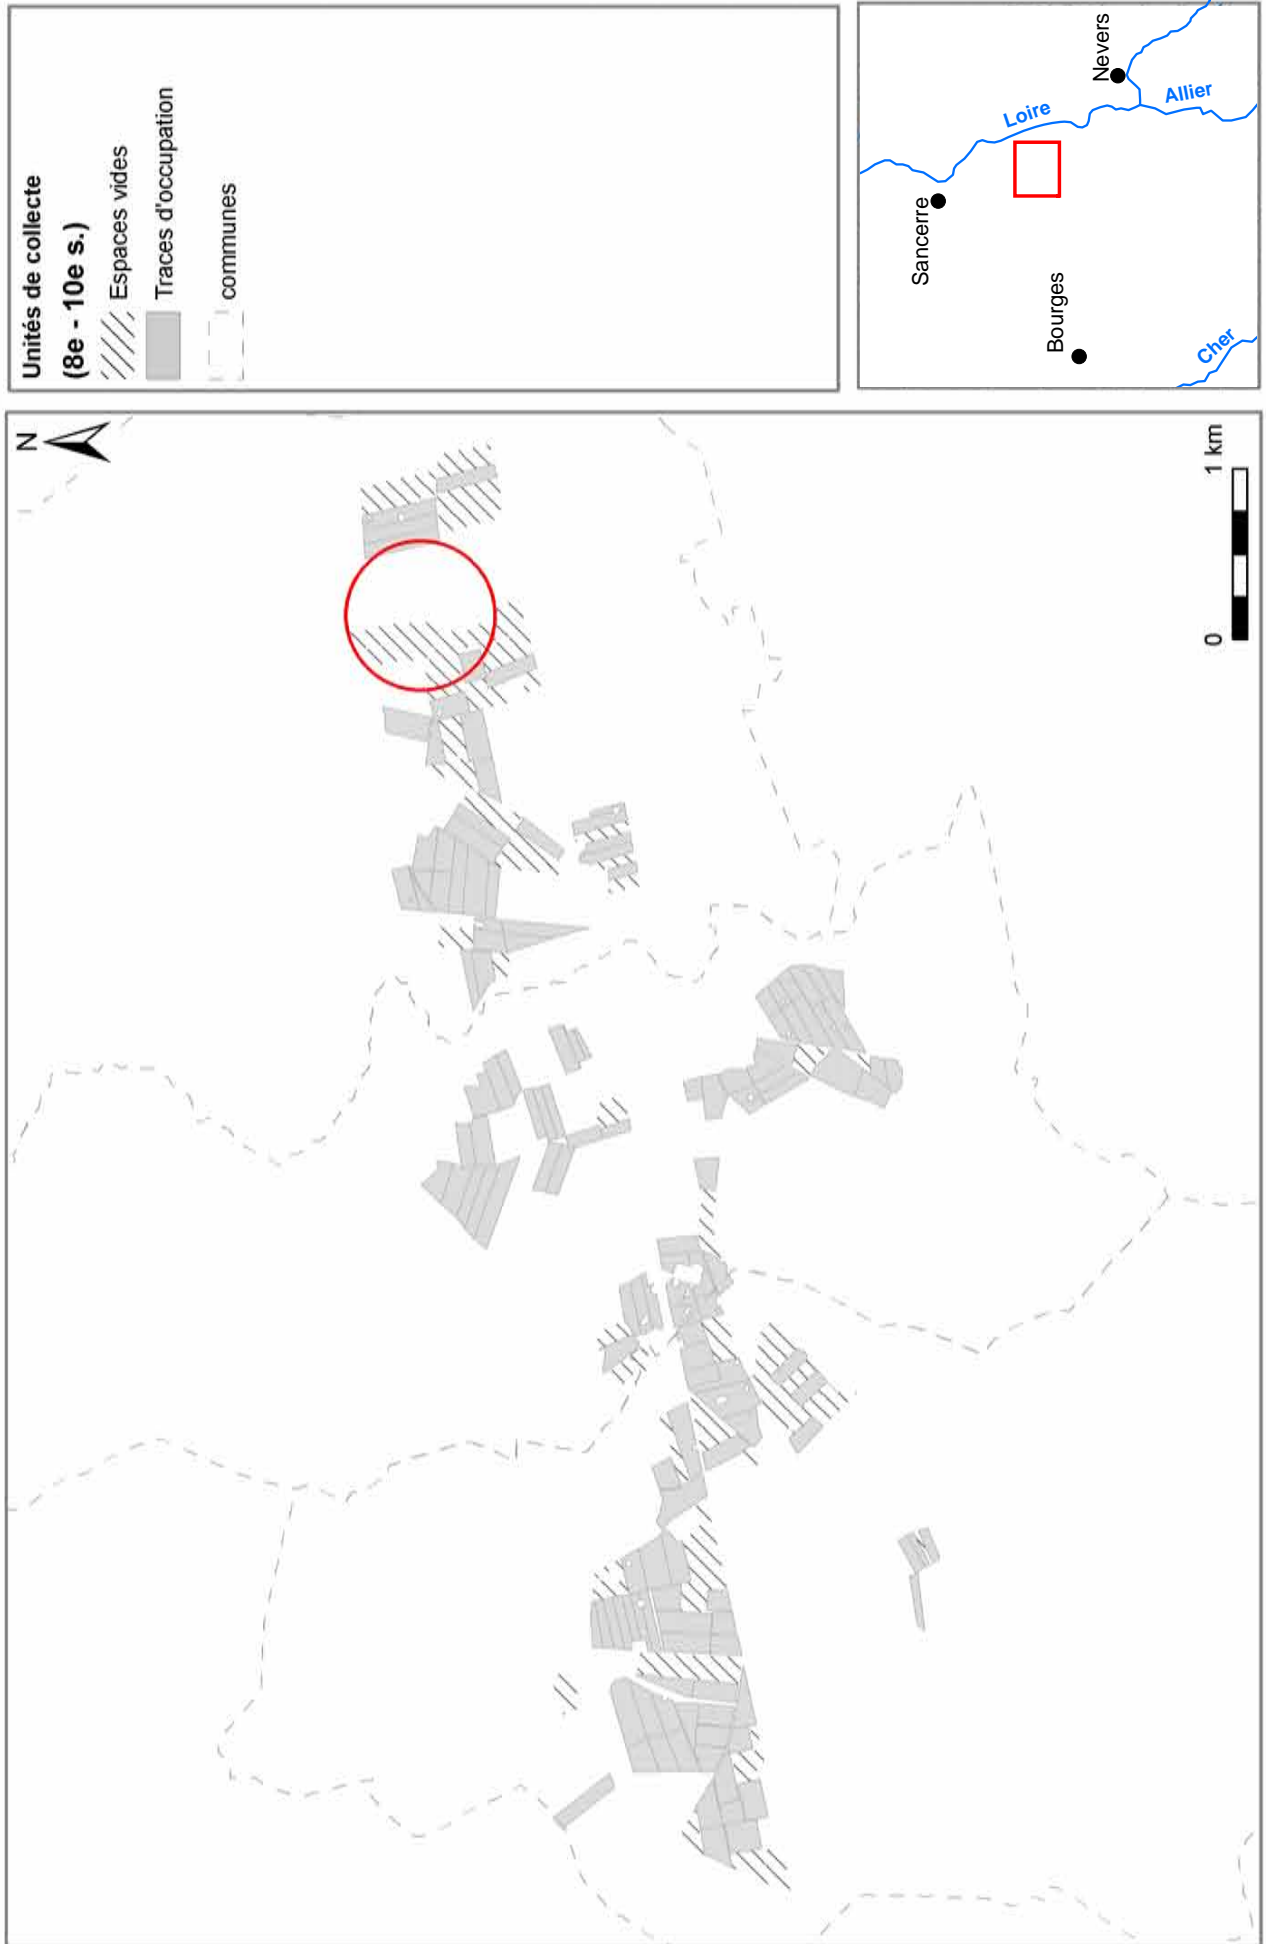 Unités de collecte
(8e - 10e s.)
Espaces vides
Traces d'occupation
communes
N
0
1 km
Sancerre
Bourges
Nevers
Loire
Allier
Cher